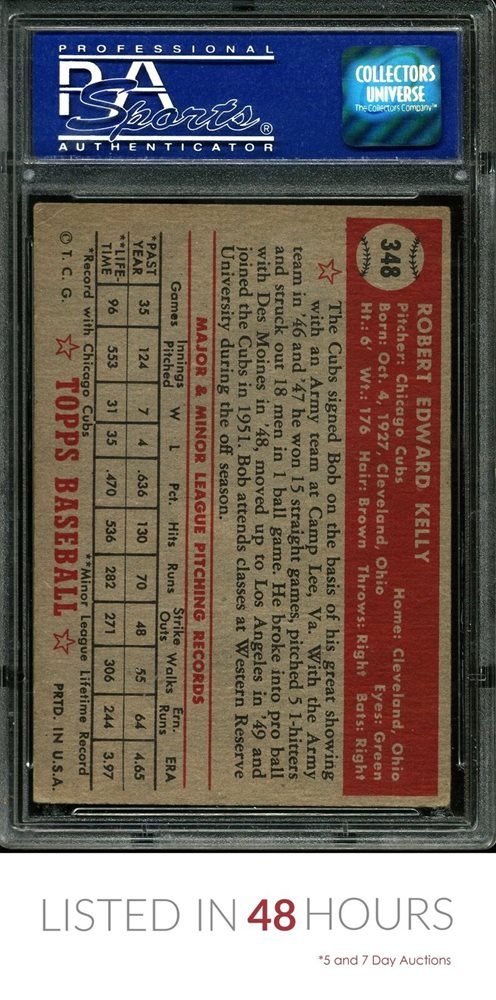 PROFESSIONAL
PSA
Sports®
AUTHENTICATOR
COLLECTORS
UNIVERSE
The Collectors Company™
348
ROBERT EDWARD KELLY
Pitcher: Chicago Cubs Home: Cleveland, Ohio
Born: Oct. 4, 1927, Cleveland, Ohio Eyes: Green
Ht.: 6' Wt.: 176 Hair: Brown Throws: Right Bats: Right
The Cubs signed Bob on the basis of his great showing
with an Army team at Camp Lee, Va. With the Army
team in '46 and '47 he won 15 straight games, pitched 5 1-hitters
and struck out 18 men in 1 ball game. He broke into pro ball
with Des Moines in '48, moved up to Los Angeles in '49 and
joined the Cubs in 1951. Bob attends classes at Western Reserve
University during the off season.
MAJOR & MINOR LEAGUE PITCHING RECORDS
Games Innings Pitched W L Pct. Hits Runs Strike Outs Walks Ern. Runs ERA
*PAST YEAR 35 124 7 4 .636 130 70 48 55 64 4.65
**LIFE-TIME 96 553 31 35 .470 536 282 271 306 244 3.97
*Record with Chicago Cubs **Minor League Lifetime Record
© T. C. G. TOPPS BASEBALL PRTD. IN U.S.A.
LISTED IN 48 HOURS
*5 and 7 Day Auctions